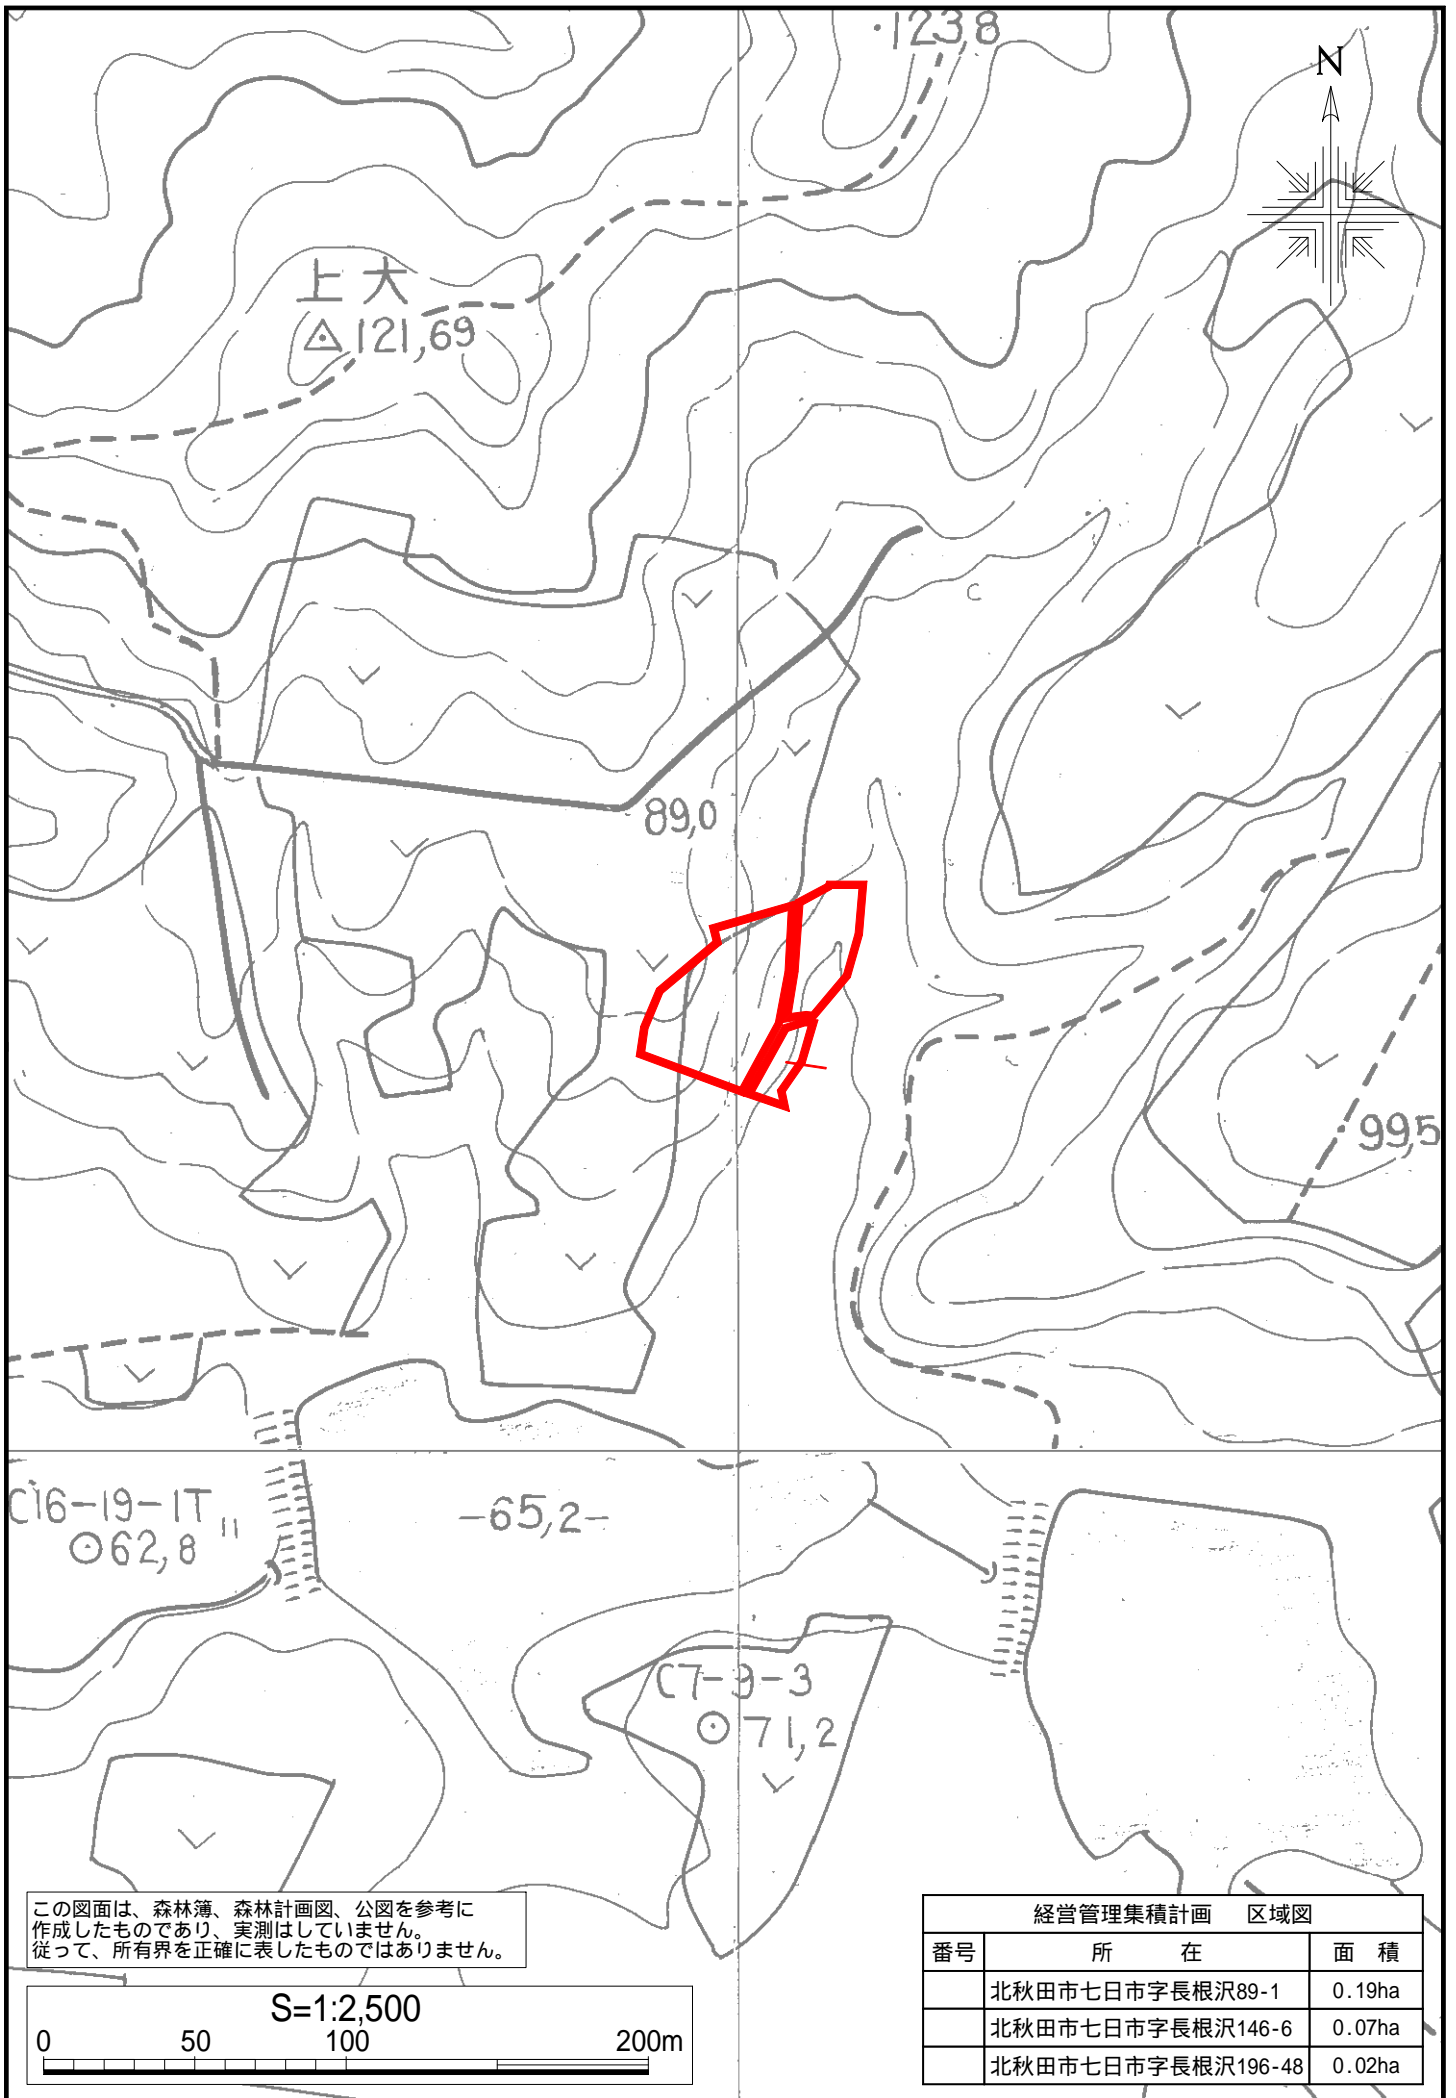 ・123,8
N
上大
121,69
89,0
99,5
C16-19-1T
62,8
-65,2-
C7-9-3
71,2
この図面は、森林簿、森林計画図、公図を参考に
作成したものであり、実測はしていません。
従って、所有界を正確に表したものではありません。
S=1:2,500
0 50 100 200m
経営管理集積計画 区域図
番号 所 在 面 積
北秋田市七日市字長根沢89-1 0.19ha
北秋田市七日市字長根沢146-6 0.07ha
北秋田市七日市字長根沢196-48 0.02ha